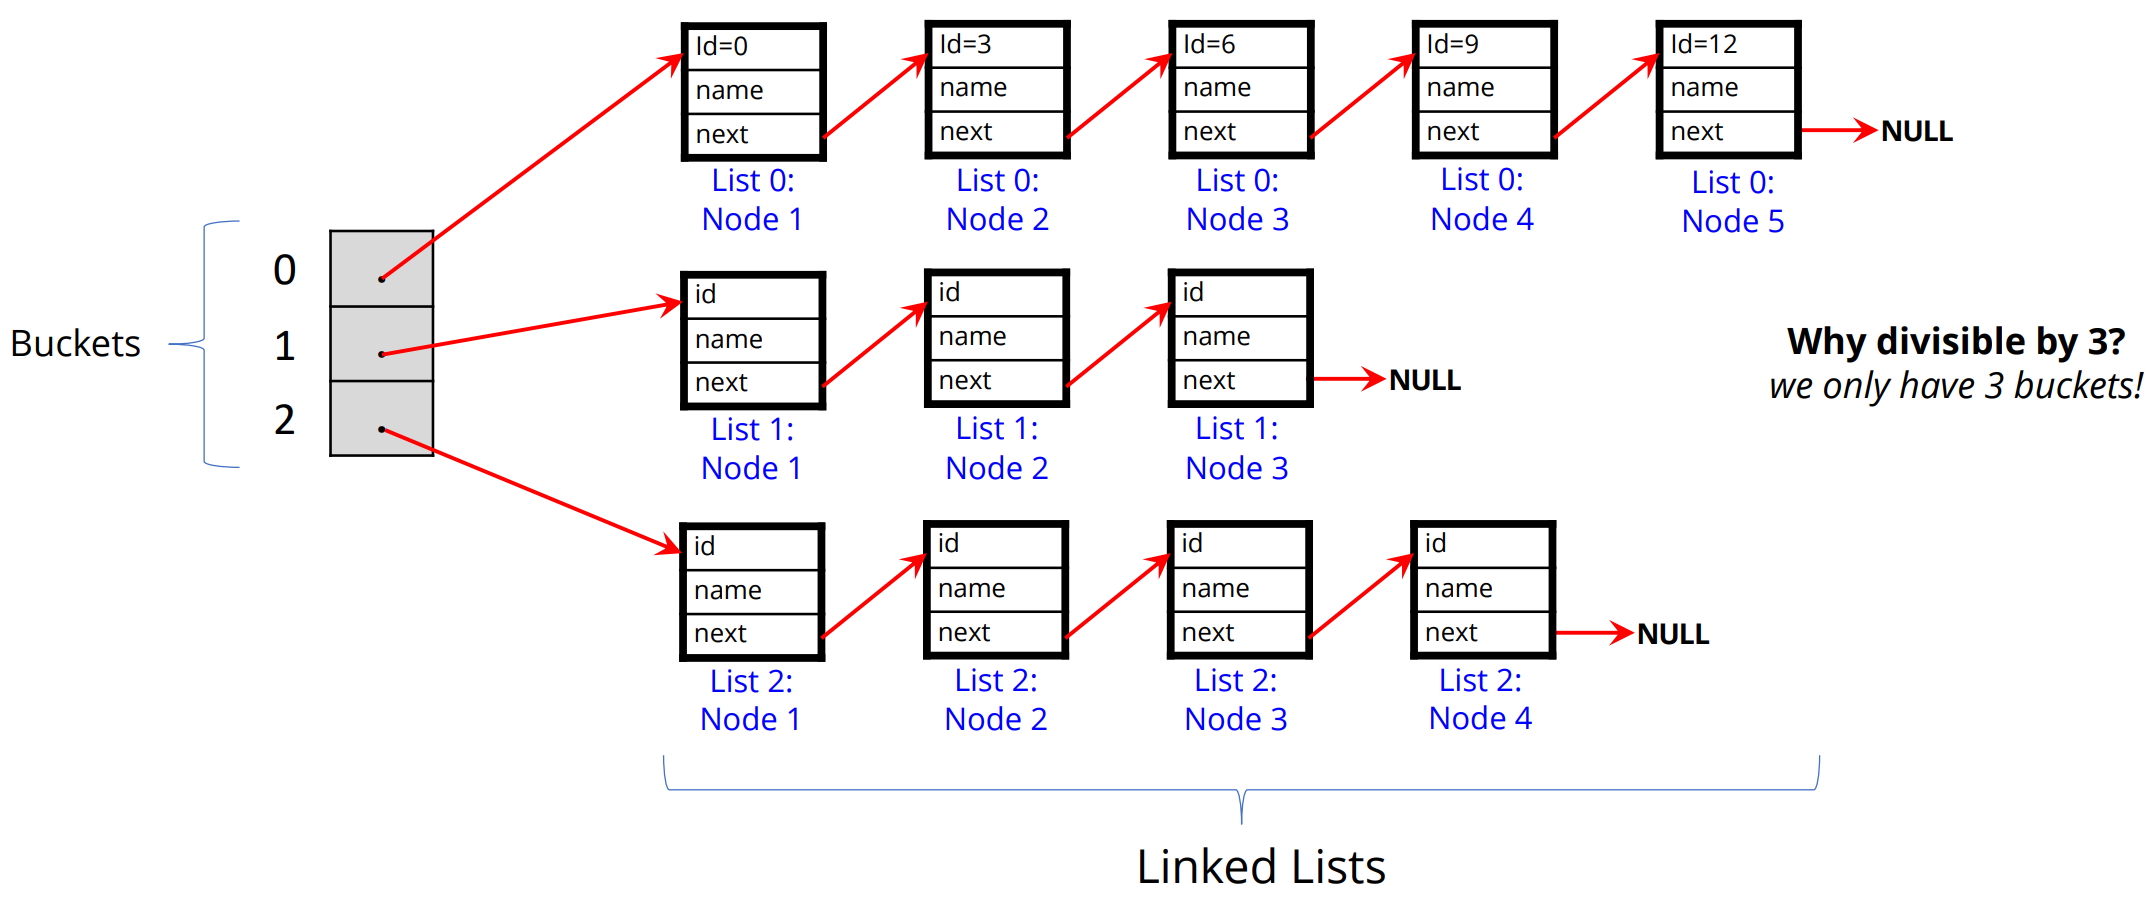 Id=0
name
next
Id=3
name
next
Id=6
name
next
Id=9
name
next
Id=12
name
next
NULL
List 0:
Node 1
List 0:
Node 2
List 0:
Node 3
List 0:
Node 4
List 0:
Node 5
Buckets
0
1
2
id
name
next
id
name
next
id
name
next
NULL
List 1:
Node 1
List 1:
Node 2
List 1:
Node 3
Why divisible by 3?
we only have 3 buckets!
id
name
next
id
name
next
id
name
next
id
name
next
NULL
List 2:
Node 1
List 2:
Node 2
List 2:
Node 3
List 2:
Node 4
Linked Lists